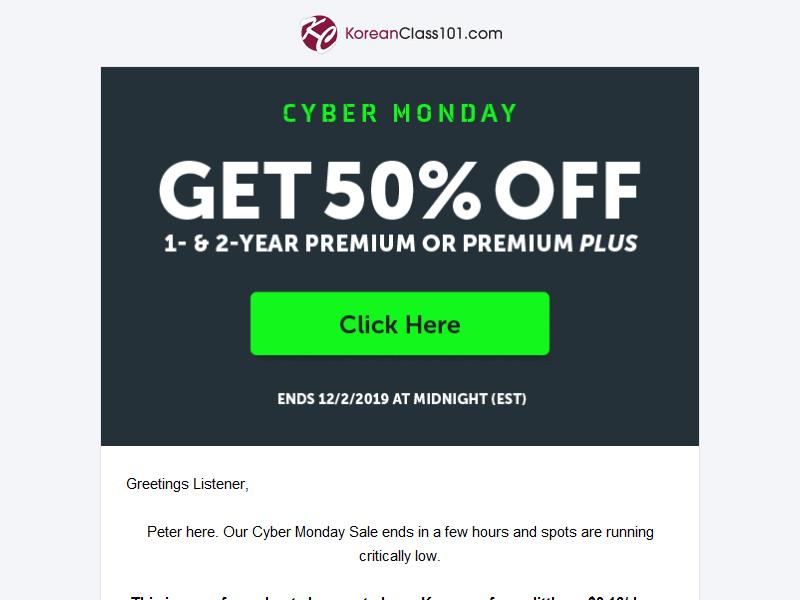 KoreanClass101.com
CYBER MONDAY
GET 50% OFF
1- & 2-YEAR PREMIUM OR PREMIUM PLUS
Click Here
ENDS 12/2/2019 AT MIDNIGHT (EST)
Greetings Listener,
Peter here. Our Cyber Monday Sale ends in a few hours and spots are running
critically low.